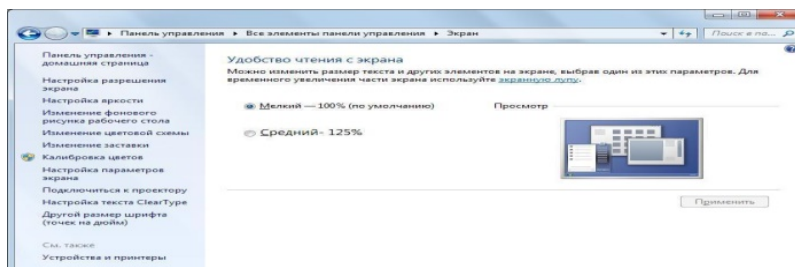 Панель управления ▸ Все элементы панели управления ▸ Экран
Поиск в па...
Панель управления -
домашняя страница
Настройка разрешения
экрана
Настройка яркости
Изменение фонового
рисунка рабочего стола
Изменение цветовой схемы
Изменение заставки
Калибровка цветов
Настройка параметров
экрана
Подключиться к проектору
Настройка текста ClearType
Другой размер шрифта
(точек на дюйм)
См. также
Устройства и принтеры
Удобство чтения с экрана
Можно изменить размер текста и других элементов на экране, выбрав один из этих параметров. Для
временного увеличения части экрана используйте экранную лупу.
Мелкий — 100% (по умолчанию)
Просмотр
Средний- 125%
Применить